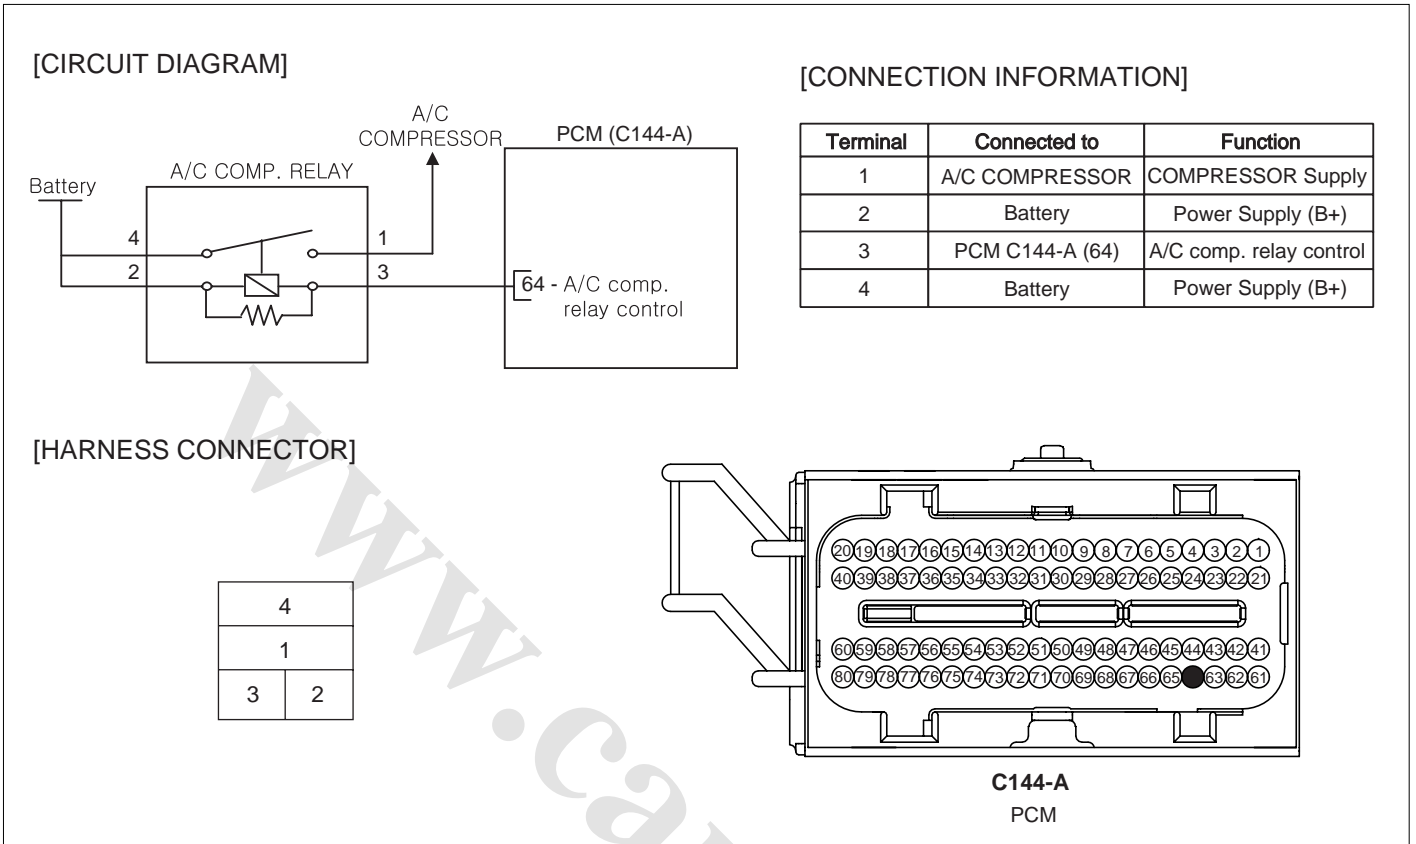 [CIRCUIT DIAGRAM]
A/C
COMPRESSOR
PCM (C144-A)
A/C COMP. RELAY
Battery
4
1
2
3
64 - A/C comp.
relay control
[CONNECTION INFORMATION]
Terminal Connected to Function
1 A/C COMPRESSOR COMPRESSOR Supply
2 Battery Power Supply (B+)
3 PCM C144-A (64) A/C comp. relay control
4 Battery Power Supply (B+)
[HARNESS CONNECTOR]
4
1
3 2
20 19 18 17 16 15 14 13 12 11 10 9 8 7 6 5 4 3 2 1
40 39 38 37 36 35 34 33 32 31 30 29 28 27 26 25 24 23 22 21
60 59 58 57 56 55 54 53 52 51 50 49 48 47 46 45 44 43 42 41
80 79 78 77 76 75 74 73 72 71 70 69 68 67 66 65 63 62 61
C144-A
PCM